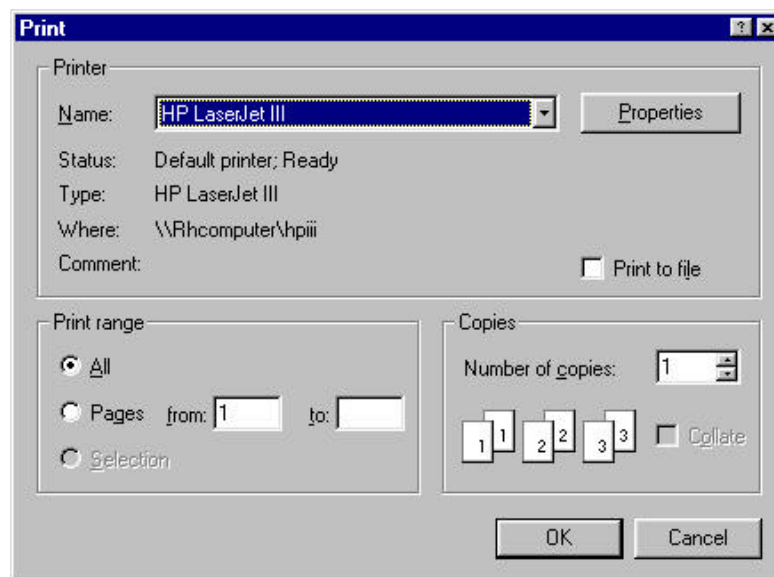 Print
Printer
Name: HP LaserJet III Properties
Status: Default printer; Ready
Type: HP LaserJet III
Where: \\Rhcomputer\hpiii
Comment: Print to file
Print range
All
Pages from: 1 to:
Selection
Copies
Number of copies: 1
1 1 2 2 3 3 Collate
OK Cancel